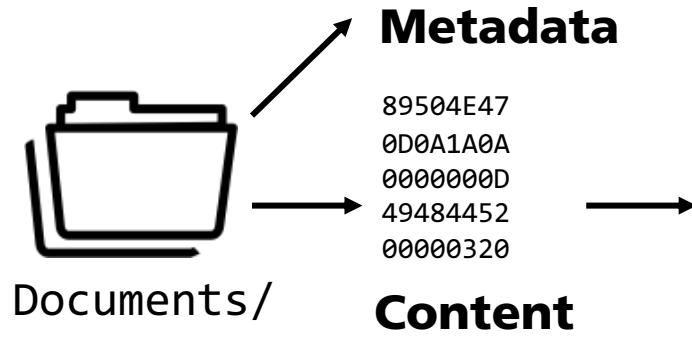 Metadata
89504E47
0D0A1A0A
0000000D
49484452
00000320
Documents/
Content